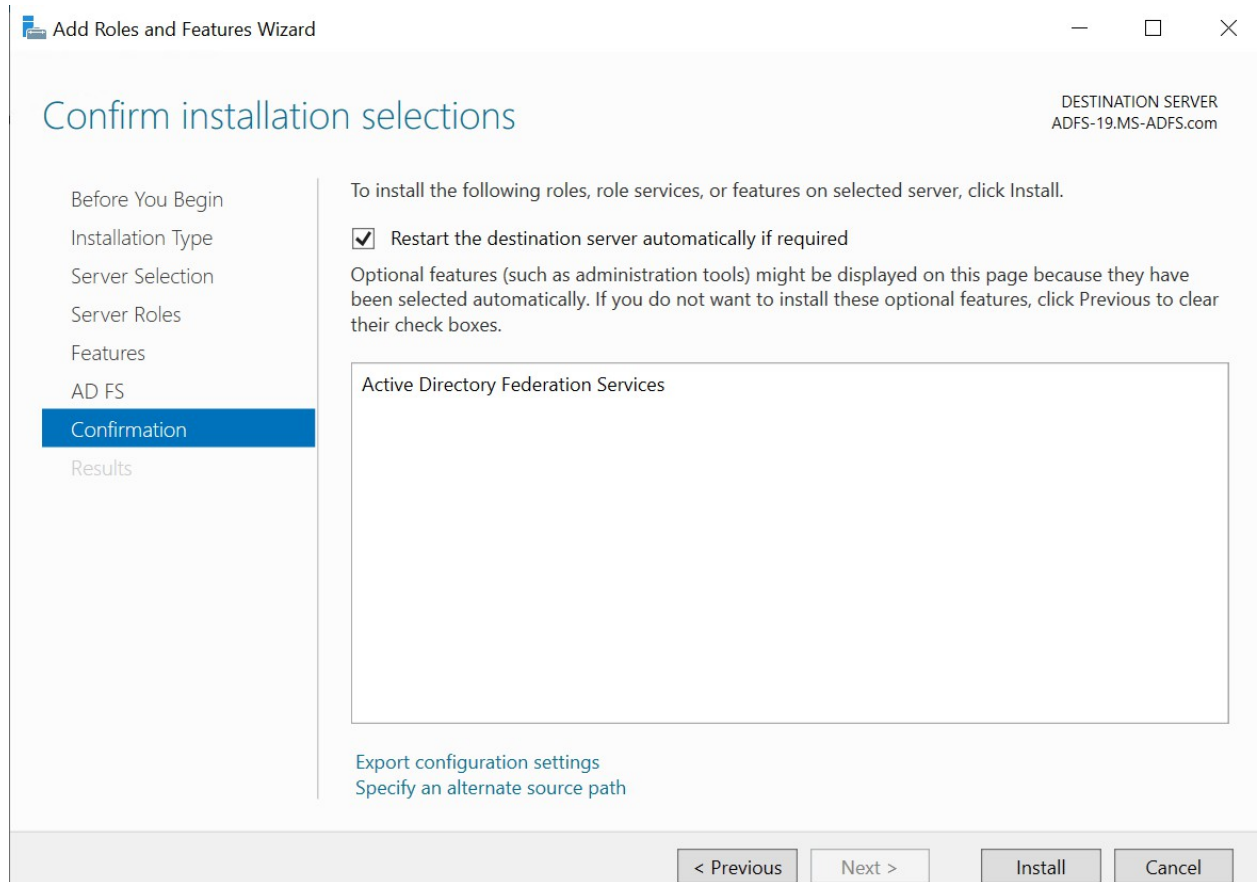 Add Roles and Features Wizard
Confirm installation selections
DESTINATION SERVER
ADFS-19.MS-ADFS.com
Before You Begin
Installation Type
Server Selection
Server Roles
Features
AD FS
Confirmation
Results
To install the following roles, role services, or features on selected server, click Install.
Restart the destination server automatically if required
Optional features (such as administration tools) might be displayed on this page because they have
been selected automatically. If you do not want to install these optional features, click Previous to clear
their check boxes.
Active Directory Federation Services
Export configuration settings
Specify an alternate source path
< Previous
Next >
Install
Cancel